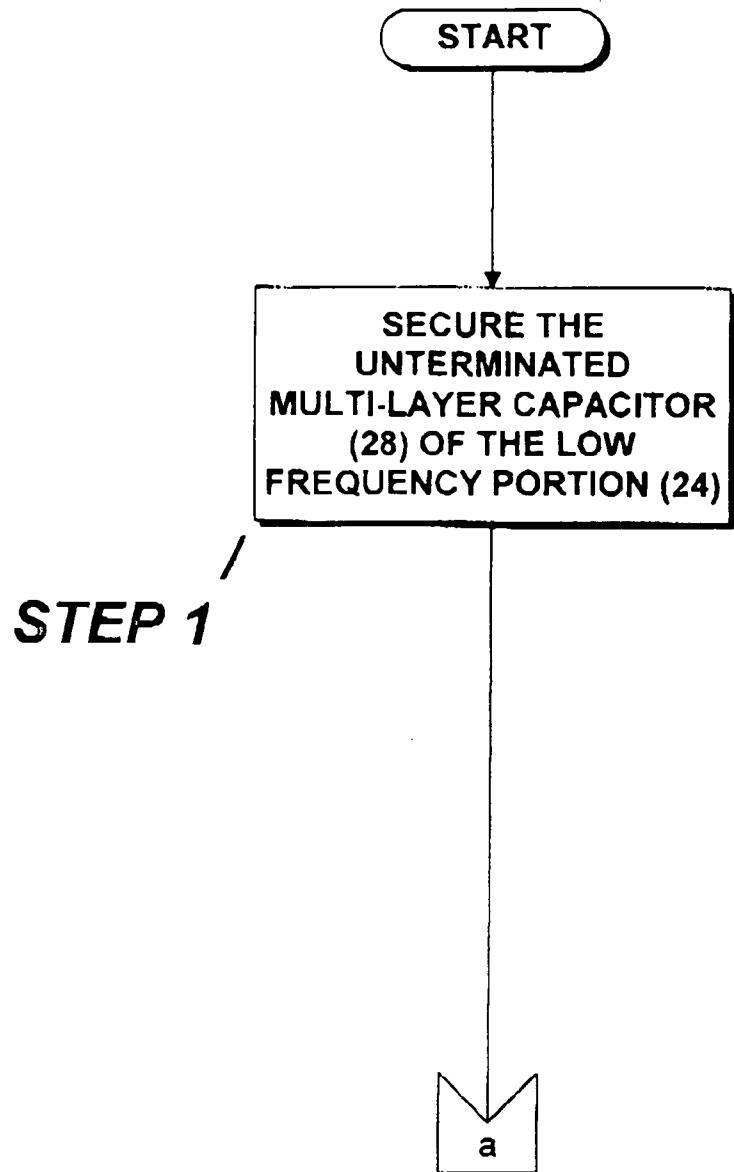 START
SECURE THE
UNTERMINATED
MULTI-LAYER CAPACITOR
(28) OF THE LOW
FREQUENCY PORTION (24)
STEP 1
a